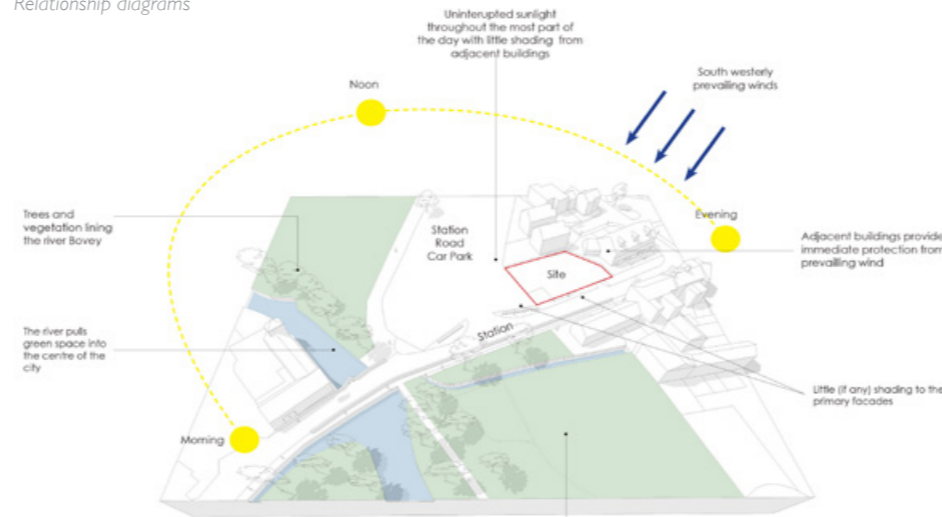 Relationship diagrams
Uninterupted sunlight
throughout the most part of
the day with little shading from
adjacent buildings
Noon
South westerly
prevailing winds
Trees and
vegetation lining
the river Bovey
Station
Road
Car Park
Evening
Adjacent buildings provide
immediate protection from
prevailling wind
Site
The river pulls
green space into
the centre of the
city
Station
Little (if any) shading to the
primary facades
Morning